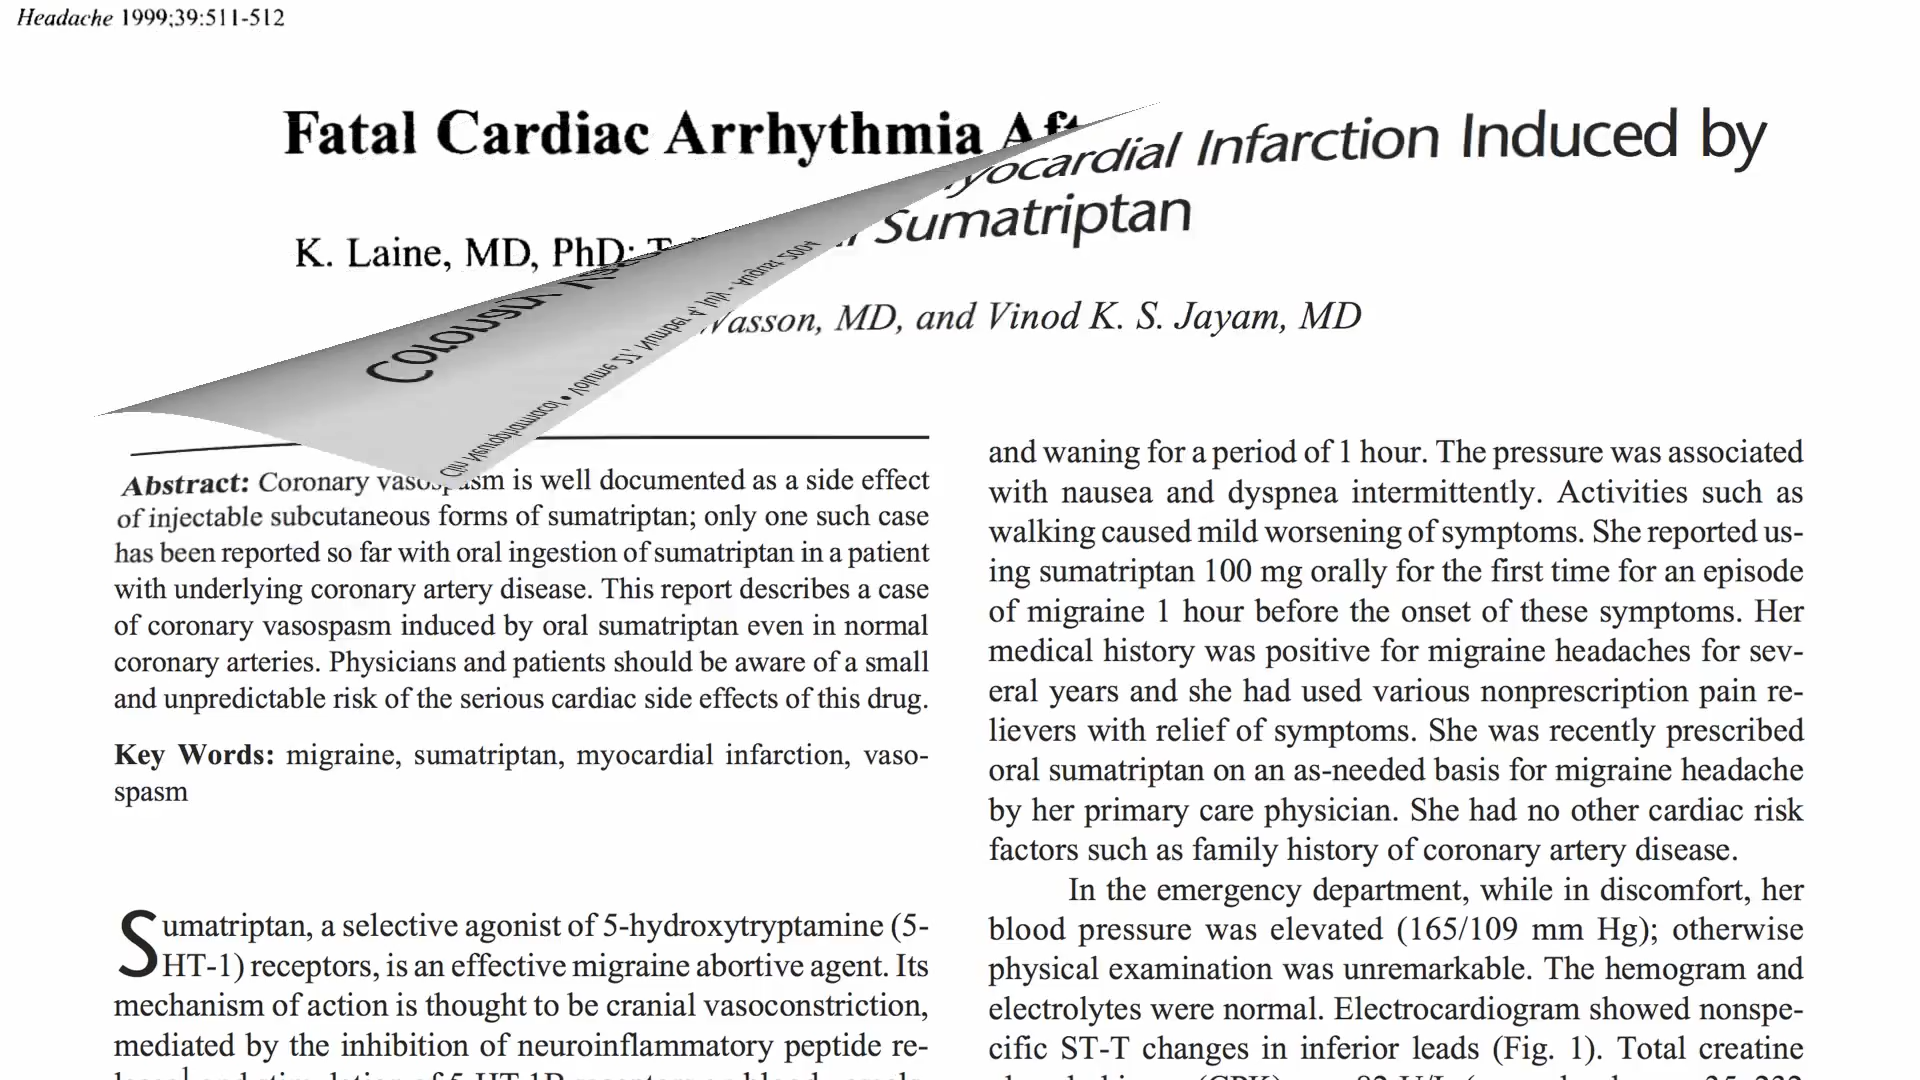 Headache 1999;39:511-512
Fatal Cardiac Arrhythmia
Infarction Induced by
Sumatriptan
K. Laine, MD, PhD;
Clin Neuropharmacol • Volume 27, Number 4, July - August 2004
Wasson, MD, and Vinod K. S. Jayam, MD
Abstract: Coronary vasospasm is well documented as a side effect
of injectable subcutaneous forms of sumatriptan; only one such case
has been reported so far with oral ingestion of sumatriptan in a patient
with underlying coronary artery disease. This report describes a case
of coronary vasospasm induced by oral sumatriptan even in normal
coronary arteries. Physicians and patients should be aware of a small
and unpredictable risk of the serious cardiac side effects of this drug.
Key Words: migraine, sumatriptan, myocardial infarction, vaso-
spasm
Sumatriptan, a selective agonist of 5-hydroxytryptamine (5-
HT-1) receptors, is an effective migraine abortive agent. Its
mechanism of action is thought to be cranial vasoconstriction,
mediated by the inhibition of neuroinflammatory peptide re-
and waning for a period of 1 hour. The pressure was associated
with nausea and dyspnea intermittently. Activities such as
walking caused mild worsening of symptoms. She reported us-
ing sumatriptan 100 mg orally for the first time for an episode
of migraine 1 hour before the onset of these symptoms. Her
medical history was positive for migraine headaches for sev-
eral years and she had used various nonprescription pain re-
lievers with relief of symptoms. She was recently prescribed
oral sumatriptan on an as-needed basis for migraine headache
by her primary care physician. She had no other cardiac risk
factors such as family history of coronary artery disease.
In the emergency department, while in discomfort, her
blood pressure was elevated (165/109 mm Hg); otherwise
physical examination was unremarkable. The hemogram and
electrolytes were normal. Electrocardiogram showed nonspe-
cific ST-T changes in inferior leads (Fig. 1). Total creatine